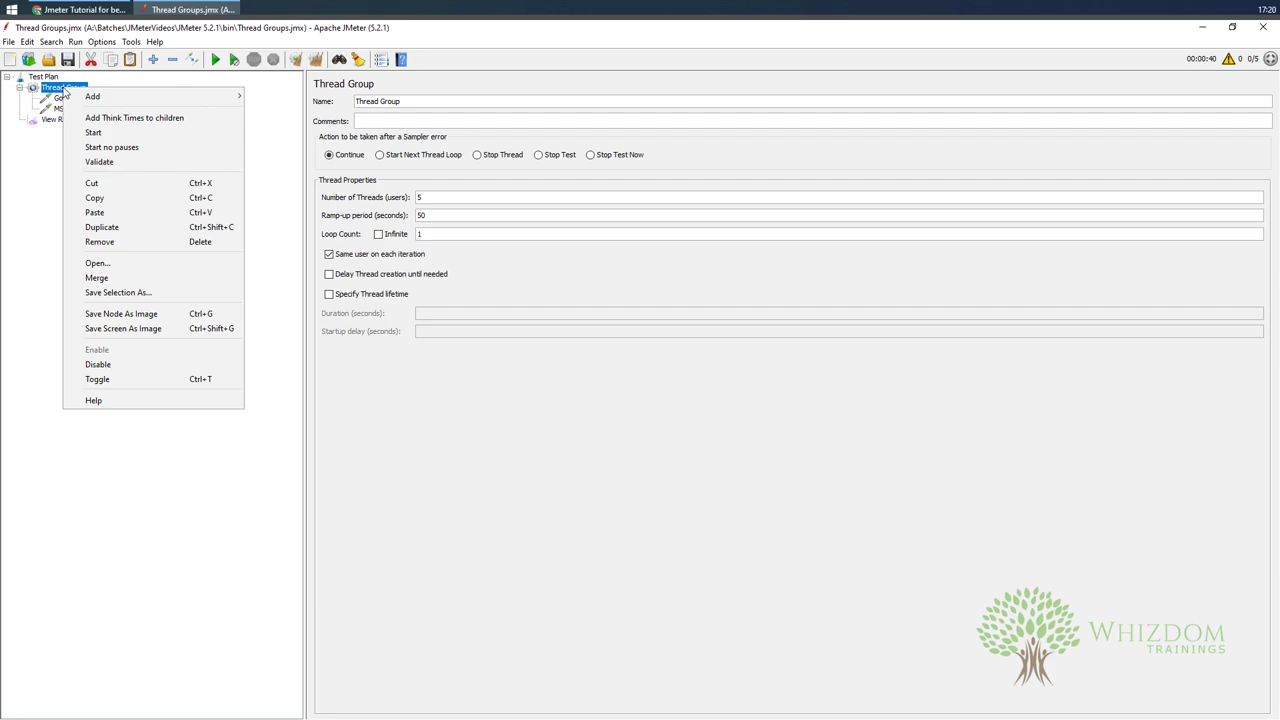 Jmeter Tutorial for be...
Thread Groups.jmx (A...
17:20
Thread Groups.jmx (A:\Batches\JMeterVideos\JMeter 5.2.1\bin\Thread Groups.jmx) - Apache JMeter (5.2.1)
File Edit Search Run Options Tools Help
00:00:40 0 0/5
Test Plan
Thread Group
Go
MS
View R
Add
Add Think Times to children
Start
Start no pauses
Validate
Cut Ctrl+X
Copy Ctrl+C
Paste Ctrl+V
Duplicate Ctrl+Shift+C
Remove Delete
Open...
Merge
Save Selection As...
Save Node As Image Ctrl+G
Save Screen As Image Ctrl+Shift+G
Enable
Disable
Toggle Ctrl+T
Help
Thread Group
Name: Thread Group
Comments:
Action to be taken after a Sampler error
Continue Start Next Thread Loop Stop Thread Stop Test Stop Test Now
Thread Properties
Number of Threads (users): 5
Ramp-up period (seconds): 50
Loop Count: Infinite 1
Same user on each iteration
Delay Thread creation until needed
Specify Thread lifetime
Duration (seconds):
Startup delay (seconds):
WHIZDOM
TRAININGS